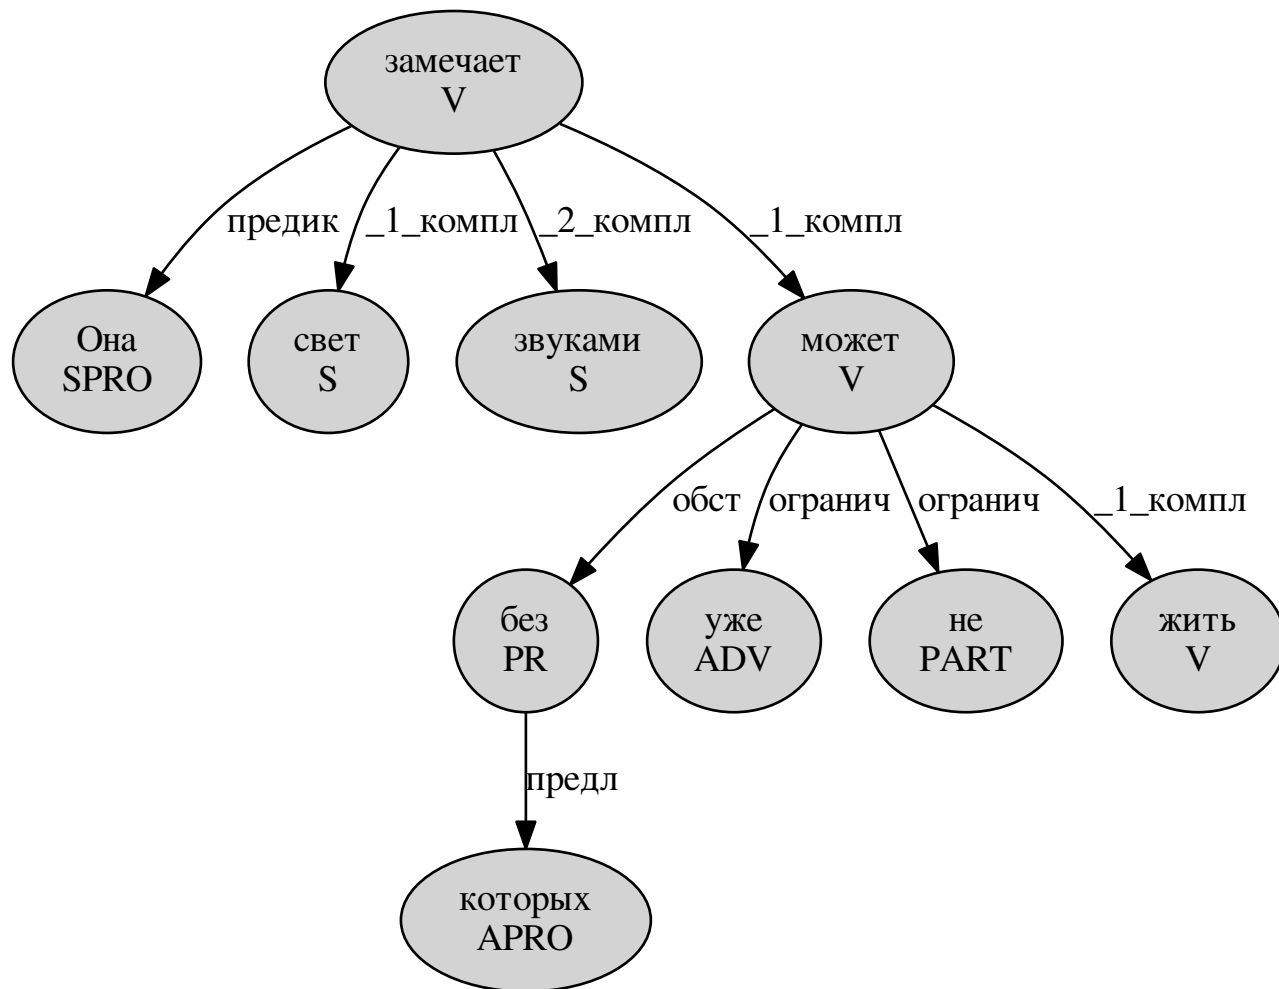 замечает
V
предик
_1_компл
_2_компл
_1_компл
Она
SPRO
свет
S
звуками
S
может
V
обст
огранич
огранич
_1_компл
без
PR
уже
ADV
не
PART
жить
V
предл
которых
APRO